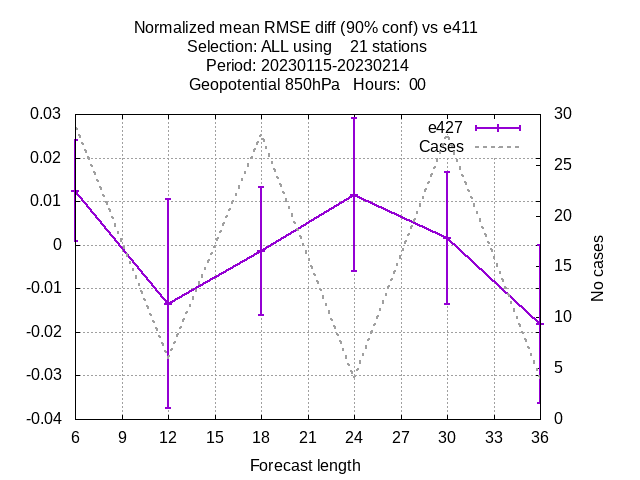 Normalized mean RMSE diff (90% conf) vs e411
Selection: ALL using    21 stations
Period: 20230115-20230214
Geopotential 850hPa   Hours:  00
e427
Cases
0.03
0.02
0.01
0
-0.01
-0.02
-0.03
-0.04
30
25
20
15
10
5
0
No cases
6 9 12 15 18 21 24 27 30 33 36
Forecast length